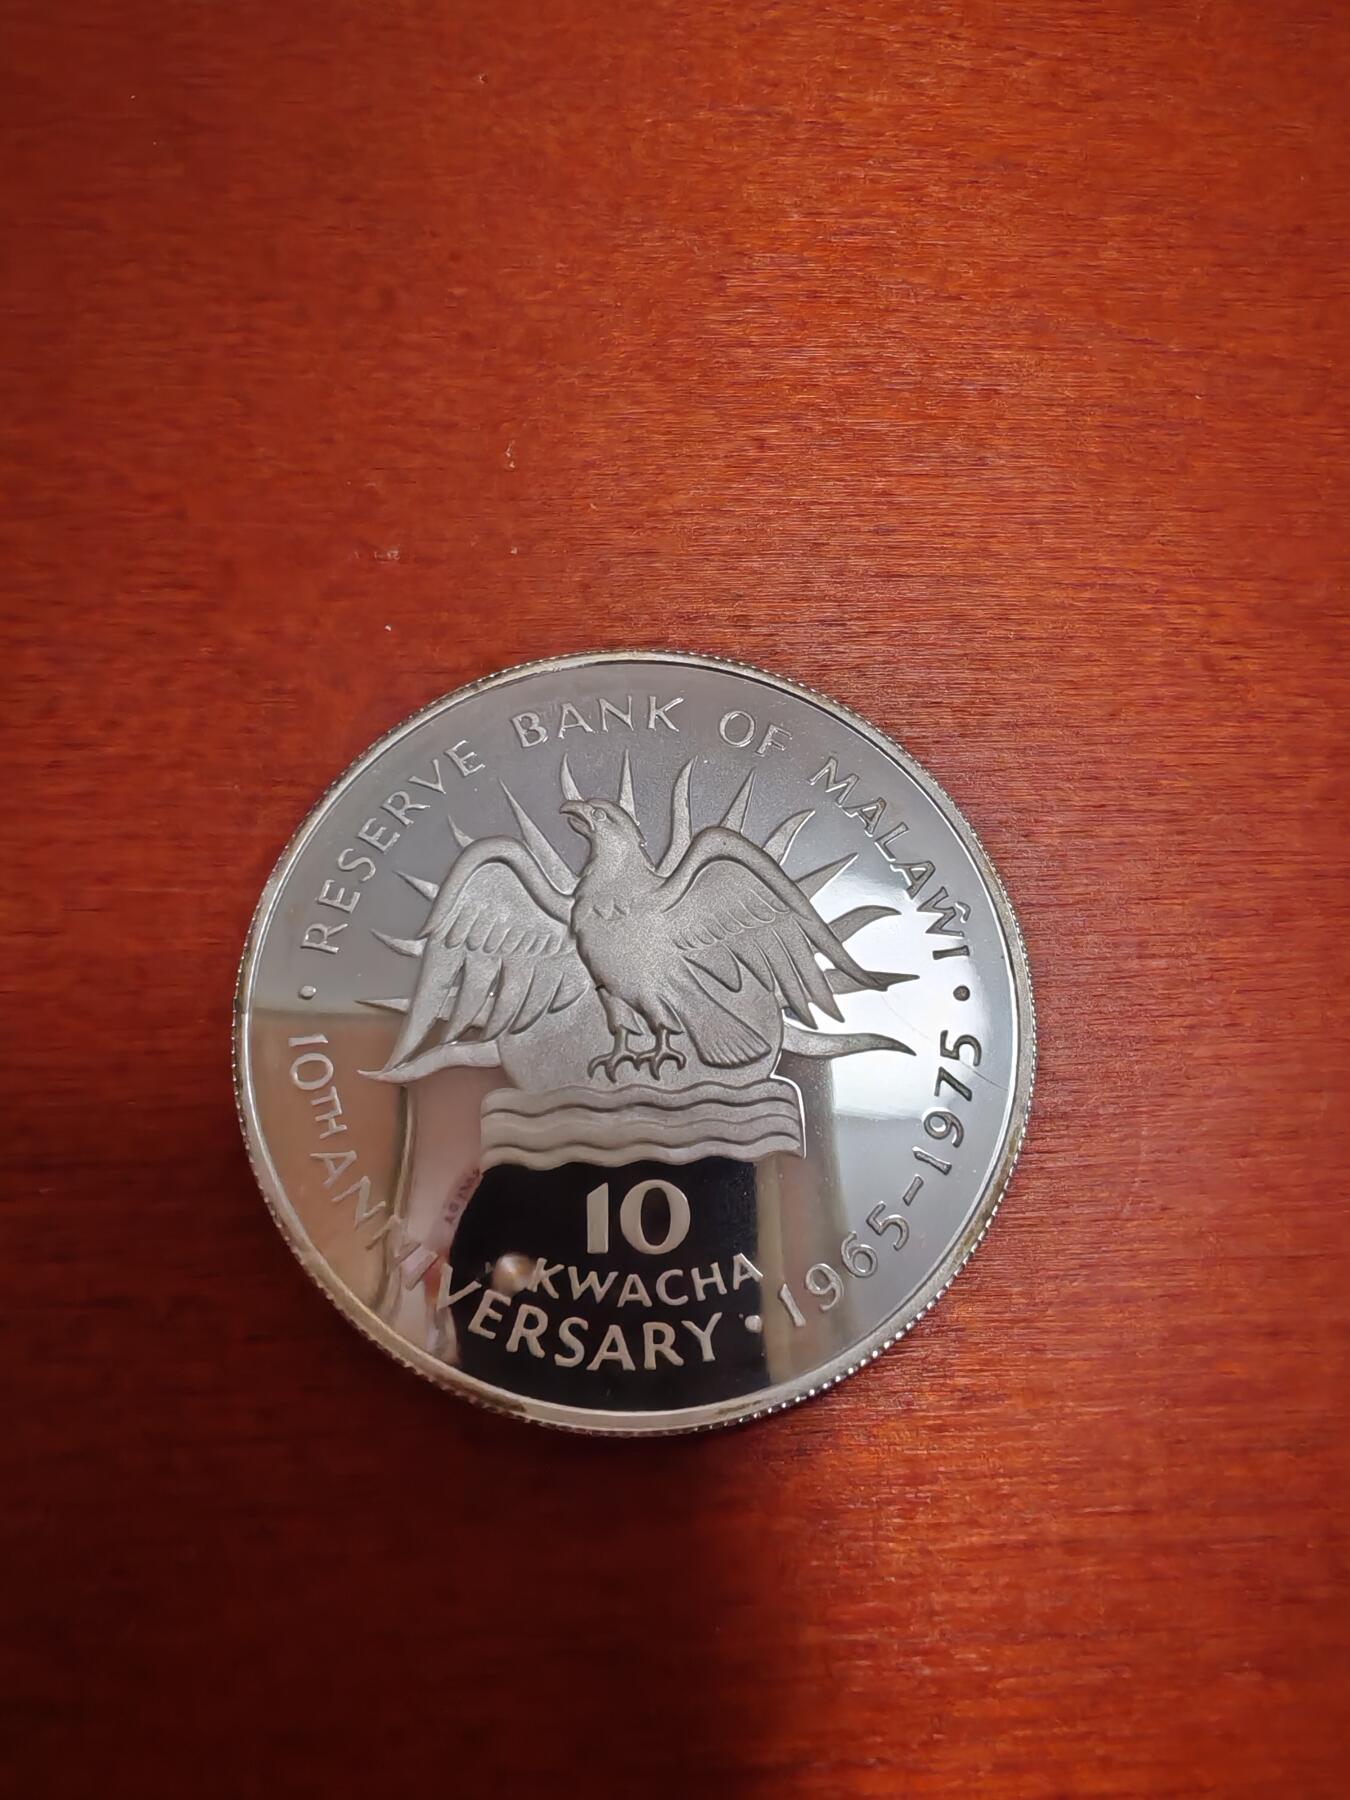 • RESERVE BANK OF MALAŴI •
10TH ANNIVERSARY • 1965-1975
10
KWACHA